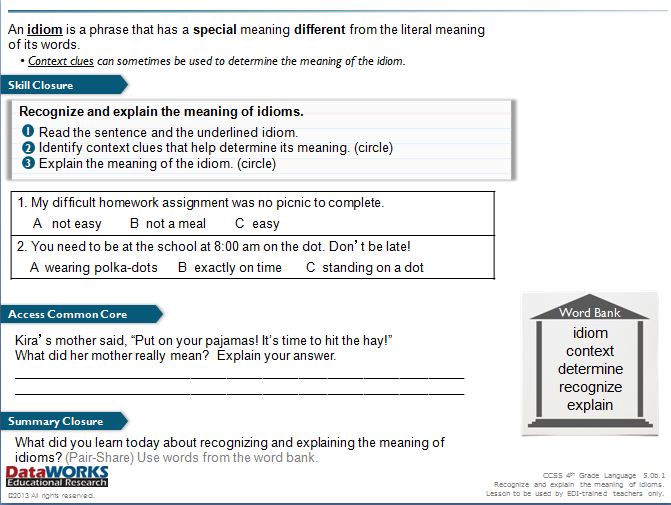 An idiom is a phrase that has a special meaning different from the literal meaning
of its words.
• Context clues can sometimes be used to determine the meaning of the idiom.
Skill Closure
Recognize and explain the meaning of idioms.
1 Read the sentence and the underlined idiom.
2 Identify context clues that help determine its meaning. (circle)
3 Explain the meaning of the idiom. (circle)
1. My difficult homework assignment was no picnic to complete.
A not easy B not a meal C easy
2. You need to be at the school at 8:00 am on the dot. Don’t be late!
A wearing polka-dots B exactly on time C standing on a dot
Access Common Core
Kira’s mother said, “Put on your pajamas! It’s time to hit the hay!”
What did her mother really mean? Explain your answer.
Word Bank
idiom
context
determine
recognize
explain
Summary Closure
What did you learn today about recognizing and explaining the meaning of
idioms? (Pair-Share) Use words from the word bank.
DataWORKS
Educational Research
©2013 All rights reserved.
CCSS 4th Grade Language 5.0b.1
Recognize and explain the meaning of idioms.
Lesson to be used by EDI-trained teachers only.